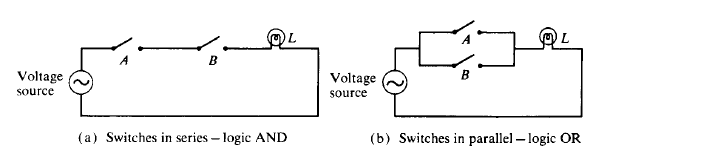 A
B
L
Voltage
source
(a) Switches in series – logic AND
A
B
L
Voltage
source
(b) Switches in parallel – logic OR